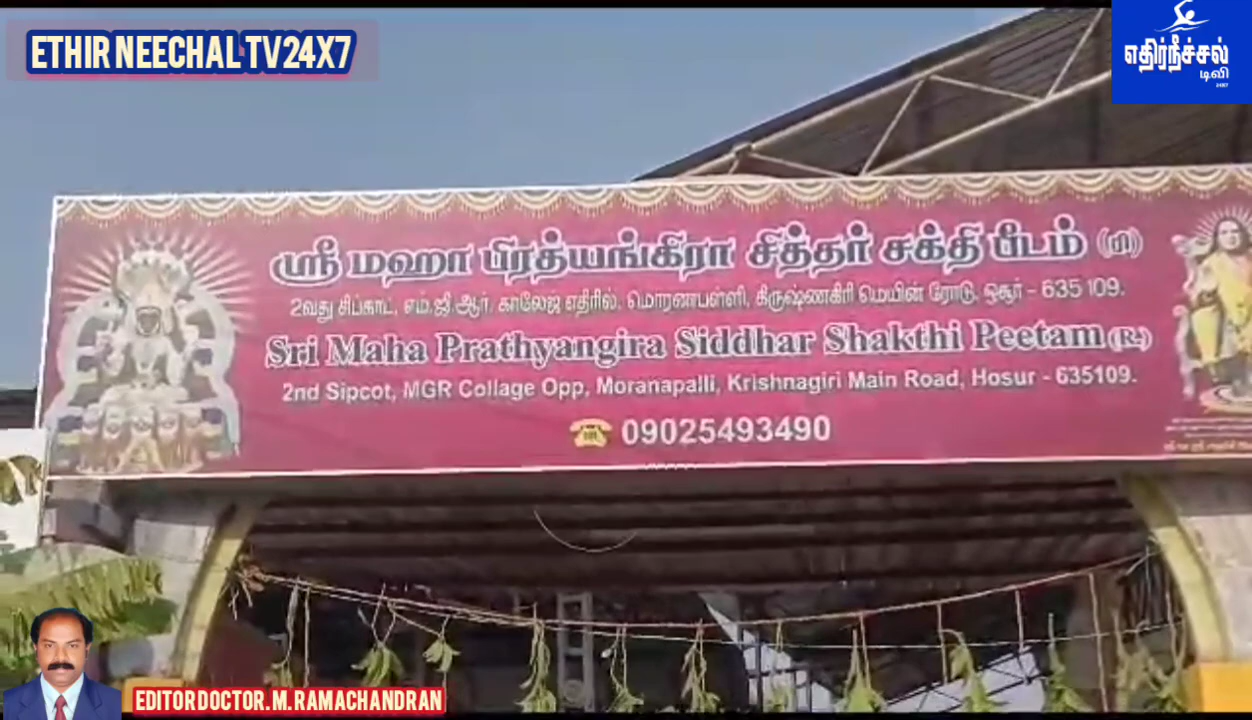 ETHIR NEECHAL TV24X7
எதிர்நீச்சல்
டிவி
24X7
ஸ்ரீ மஹா பிரத்யங்கிரா சித்தர் சக்தி பீடம் (ரி)
2வது சிப்காட், எம்.ஜி.ஆர். காலேஜ் எதிரில், மொரணபள்ளி, கிருஷ்ணகிரி மெயின் ரோடு, ஓசூர் - 635 109.
Sri Maha Prathyangira Siddhar Shakthi Peetam (R.)
2nd Sipcot, MGR Collage Opp, Moranapalli, Krishnagiri Main Road, Hosur - 635109.
09025493490
EDITOR DOCTOR.M.RAMACHANDRAN